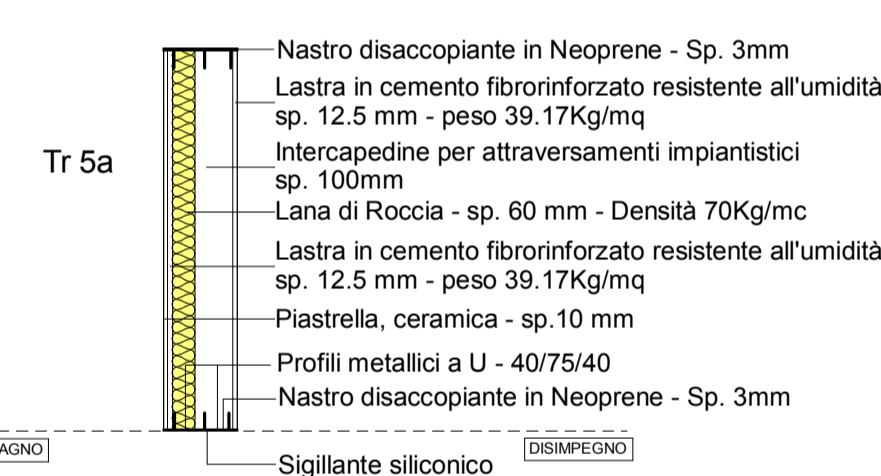 Nastro disaccopiante in Neoprene - Sp. 3mm
Lastra in cemento fibrorinforzato resistente all'umidità
sp. 12.5 mm - peso 39.17Kg/mq
Tr 5a
Intercapedine per attraversamenti impiantistici
sp. 100mm
Lana di Roccia - sp. 60 mm - Densità 70Kg/mc
Lastra in cemento fibrorinforzato resistente all'umidità
sp. 12.5 mm - peso 39.17Kg/mq
Piastrella, ceramica - sp.10 mm
Profili metallici a U - 40/75/40
Nastro disaccopiante in Neoprene - Sp. 3mm
AGNO
DISIMPEGNO
Sigillante siliconico